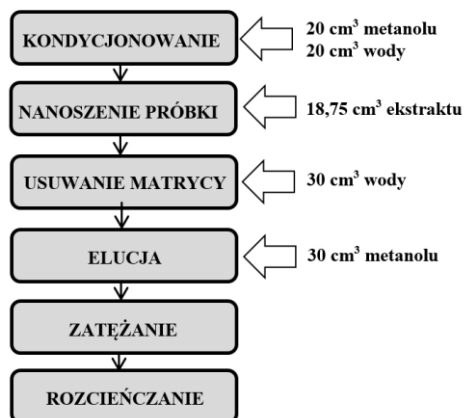 KONDYCJONOWANIE
20 cm³ metanolu
20 cm³ wody
NANOSZENIE PRÓBKI
18,75 cm³ ekstraktu
USUWANIE MATRYCY
30 cm³ wody
ELUCJA
30 cm³ metanolu
ZATĘŻANIE
ROZCIEŃCZANIE